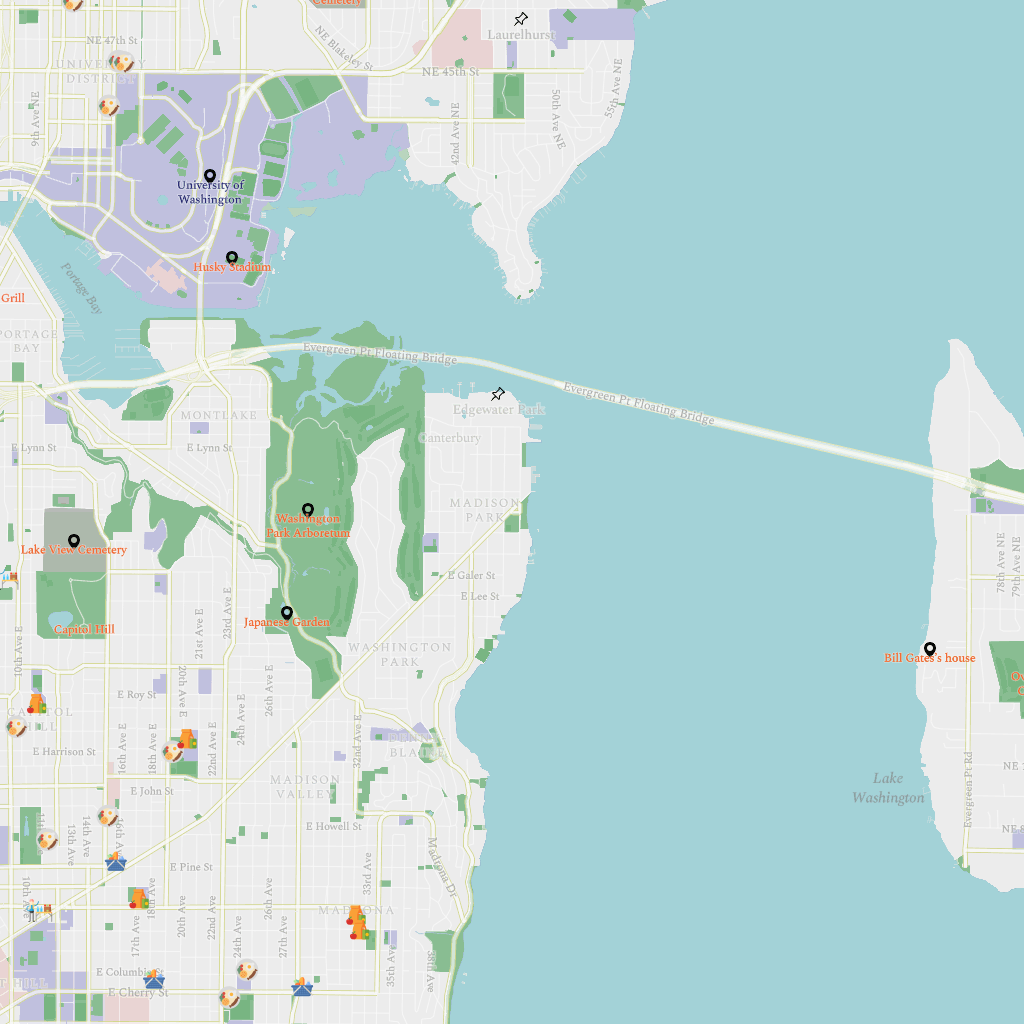 Cemetery
Laurelhurst
NE 47th St
NE Blakeley St
UNIVERSITY
DISTRICT
NE 45th St
9th Ave NE
42nd Ave NE
50th Ave NE
55th Ave NE
University of
Washington
Husky Stadium
Portage Bay
Grill
PORTAGE
BAY
Evergreen Pt Floating Bridge
Evergreen Pt Floating Bridge
MONTLAKE
Edgewater Park
Canterbury
E Lynn St
E Lynn St
MADISON
PARK
Washington
Park Arboretum
Lake View Cemetery
E Galer St
E Lee St
78th Ave NE
79th Ave NE
Japanese Garden
Capitol Hill
10th Ave E
21st Ave E
23rd Ave E
WASHINGTON
PARK
Bill Gates's house
E Roy St
20th Ave E
24th Ave E
26th Ave E
CAPITOL
HILL
E Harrison St
16th Ave E
18th Ave E
22nd Ave E
32nd Ave E
BLAINE
MADISON
VALLEY
E John St
Lake
Washington
Evergreen Pt Rd
NE
NE 8
E Howell St
13th Ave
14th Ave
E Pine St
Madrona Dr
33rd Ave
10th Ave
17th Ave
18th Ave
20th Ave
22nd Ave
24th Ave
26th Ave
27th Ave
MADRONA
35th Ave
38th Ave
E Columbia St
E Cherry St
T HILL